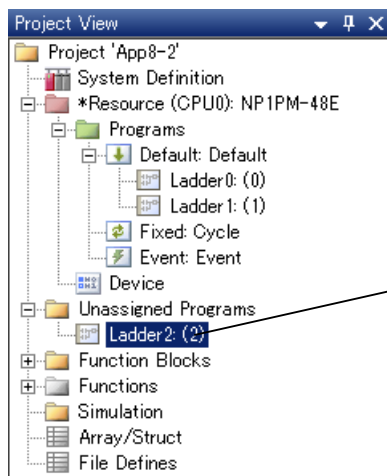 Project View
Project 'App8-2'
System Definition
*Resource (CPU0): NP1PM-48E
Programs
Default: Default
Ladder0: (0)
Ladder1: (1)
Fixed: Cycle
Event: Event
Device
Unassigned Programs
Ladder2: (2)
Function Blocks
Functions
Simulation
Array/Struct
File Defines